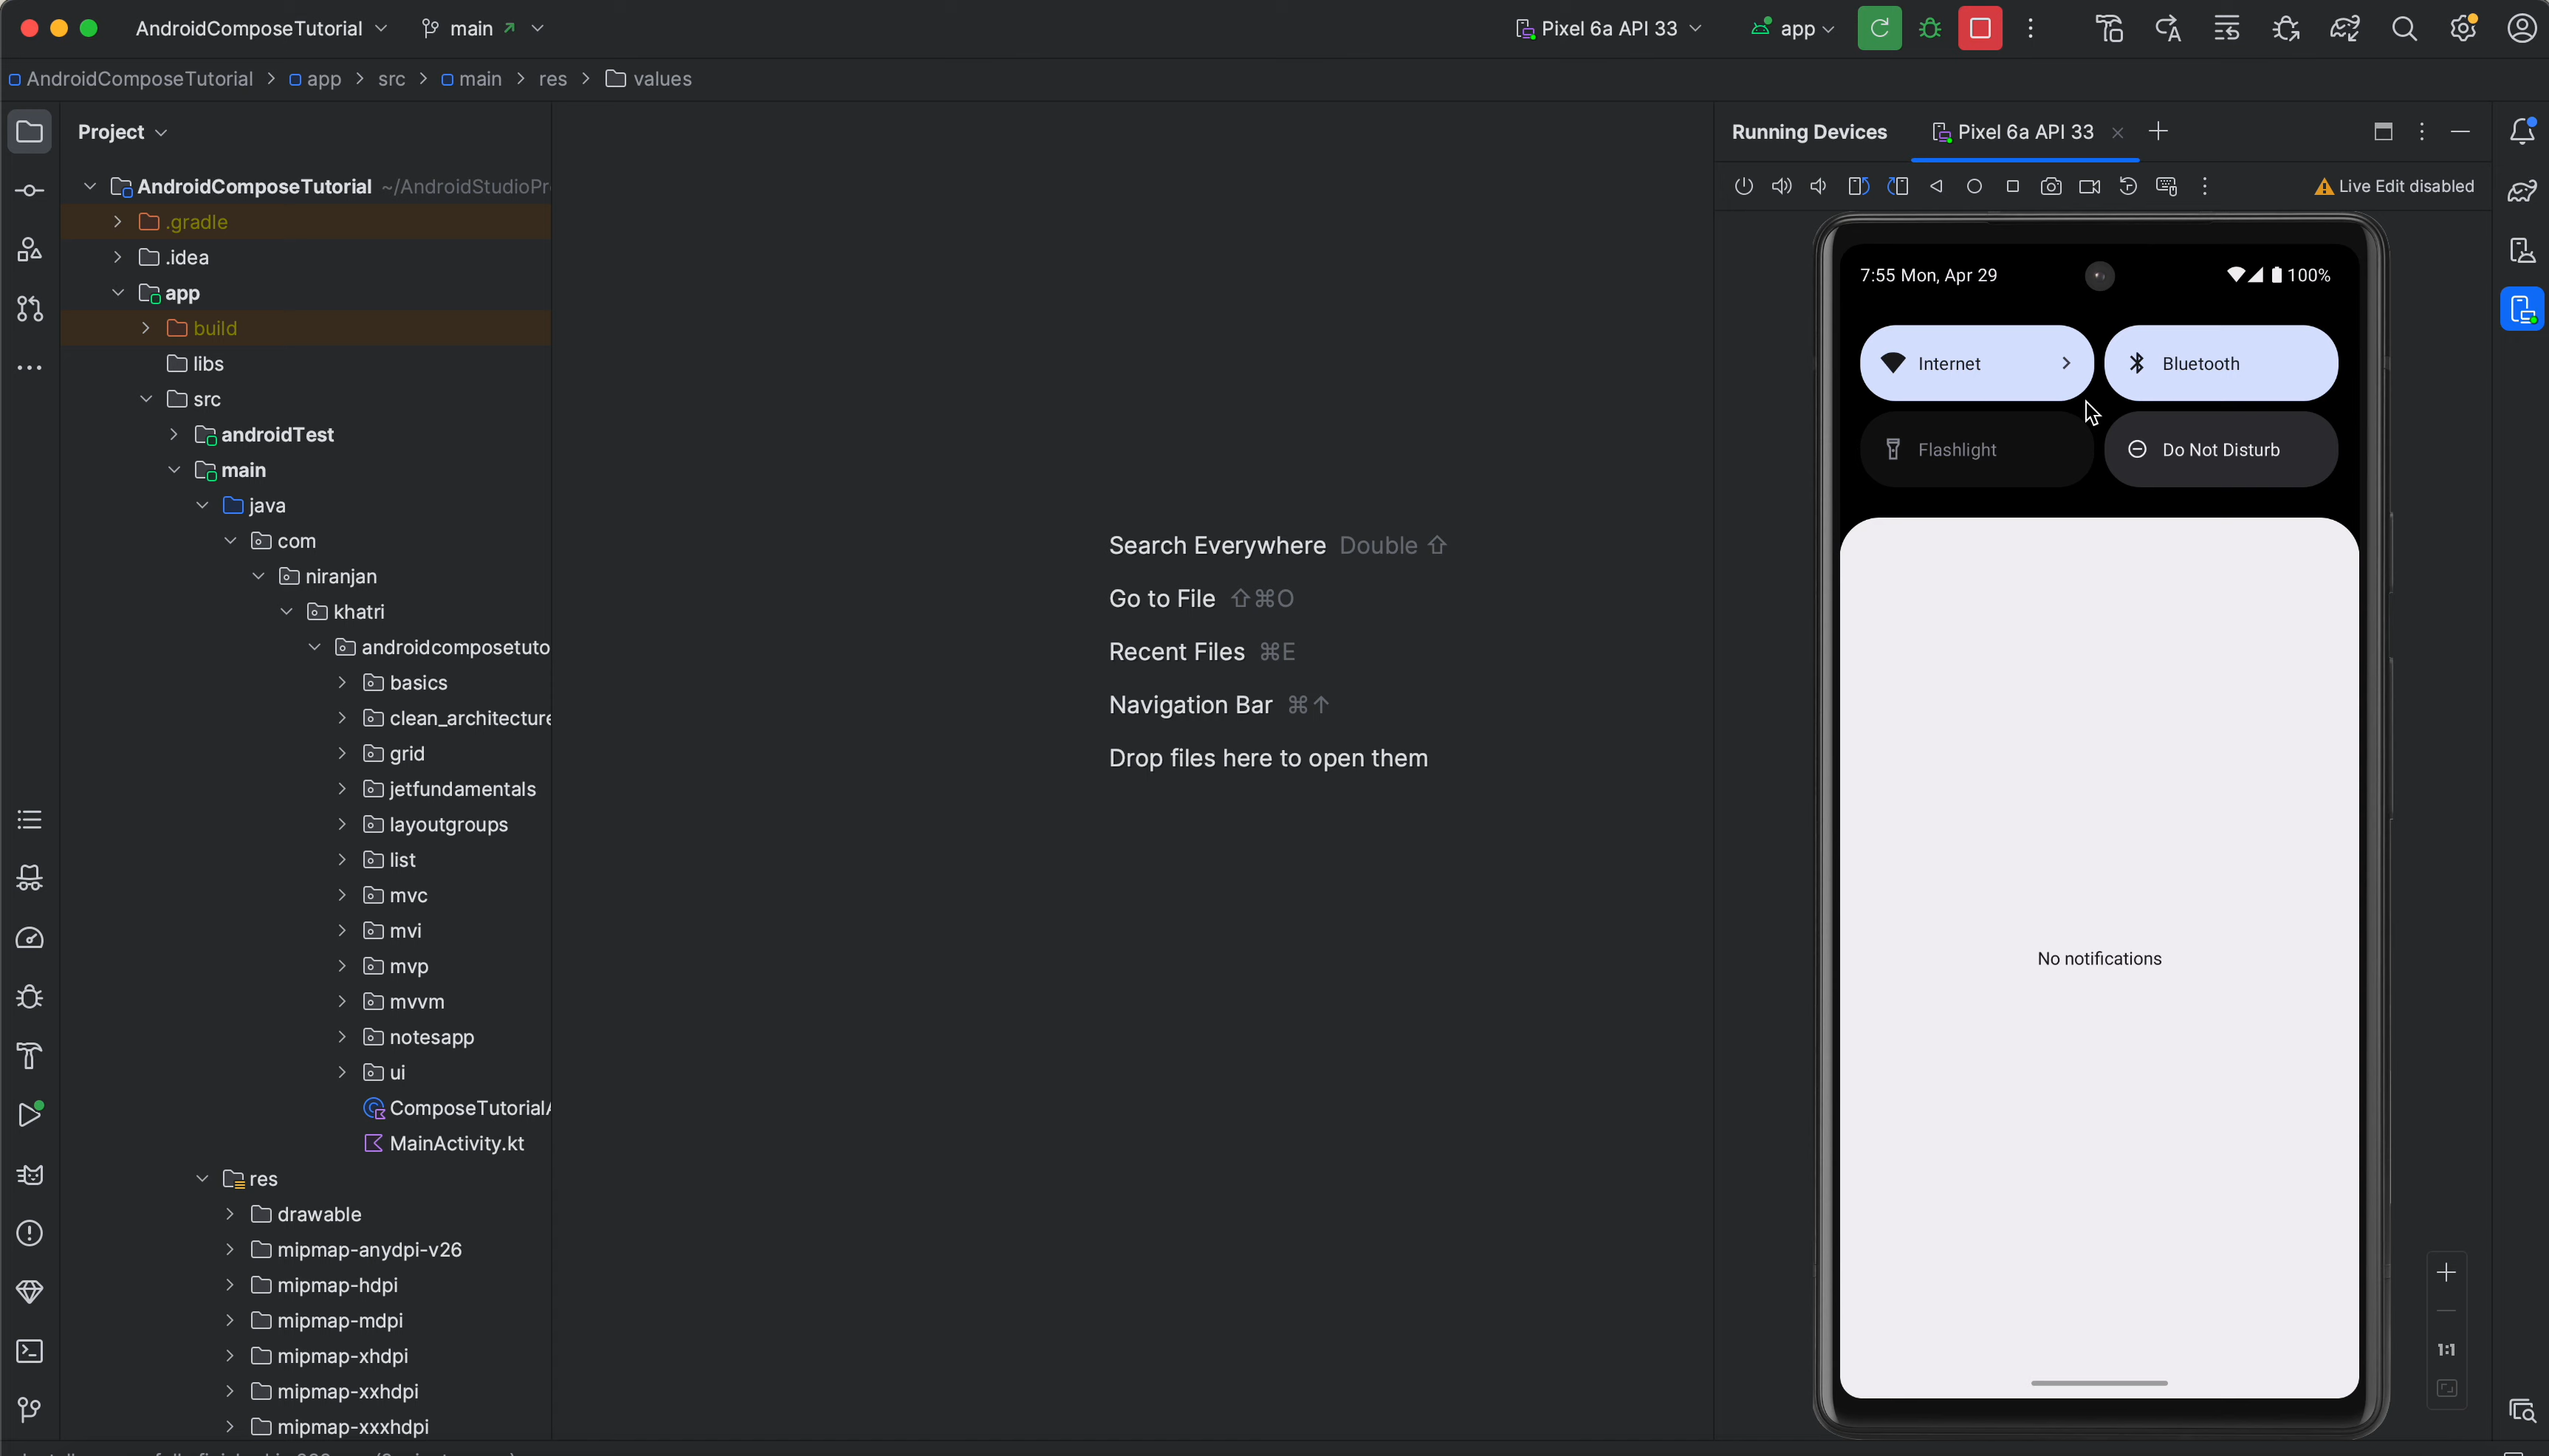 AndroidComposeTutorial
main
Pixel 6a API 33
app
AndroidComposeTutorial > app > src > main > res > values
Project
AndroidComposeTutorial ~/AndroidStudioPr
.gradle
.idea
app
build
libs
src
androidTest
main
java
com
niranjan
khatri
androidcomposetuto
basics
clean_architecture
grid
jetfundamentals
layoutgroups
list
mvc
mvi
mvp
mvvm
notesapp
ui
ComposeTutorialA
MainActivity.kt
res
drawable
mipmap-anydpi-v26
mipmap-hdpi
mipmap-mdpi
mipmap-xhdpi
mipmap-xxhdpi
mipmap-xxxhdpi
Search Everywhere Double ⇧
Go to File ⇧⌘O
Recent Files ⌘E
Navigation Bar ⌘↑
Drop files here to open them
Running Devices
Pixel 6a API 33
Live Edit disabled
7:55 Mon, Apr 29
100%
Internet
Bluetooth
Flashlight
Do Not Disturb
No notifications
1:1